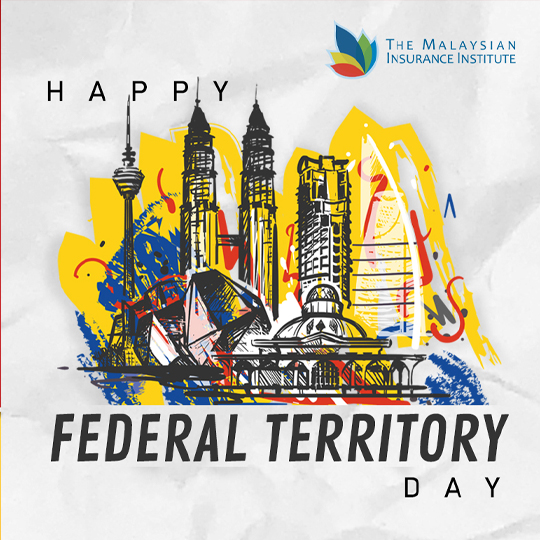 THE MALAYSIAN
INSURANCE INSTITUTE
HAPPY
FEDERAL TERRITORY
DAY